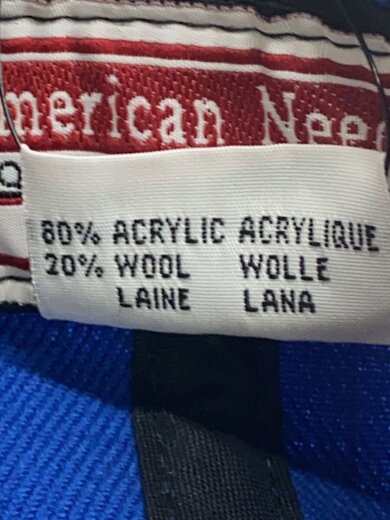 merican Nee
80% ACRYLIC ACRYLIQUE
20% WOOL WOLLE
LAINE LANA